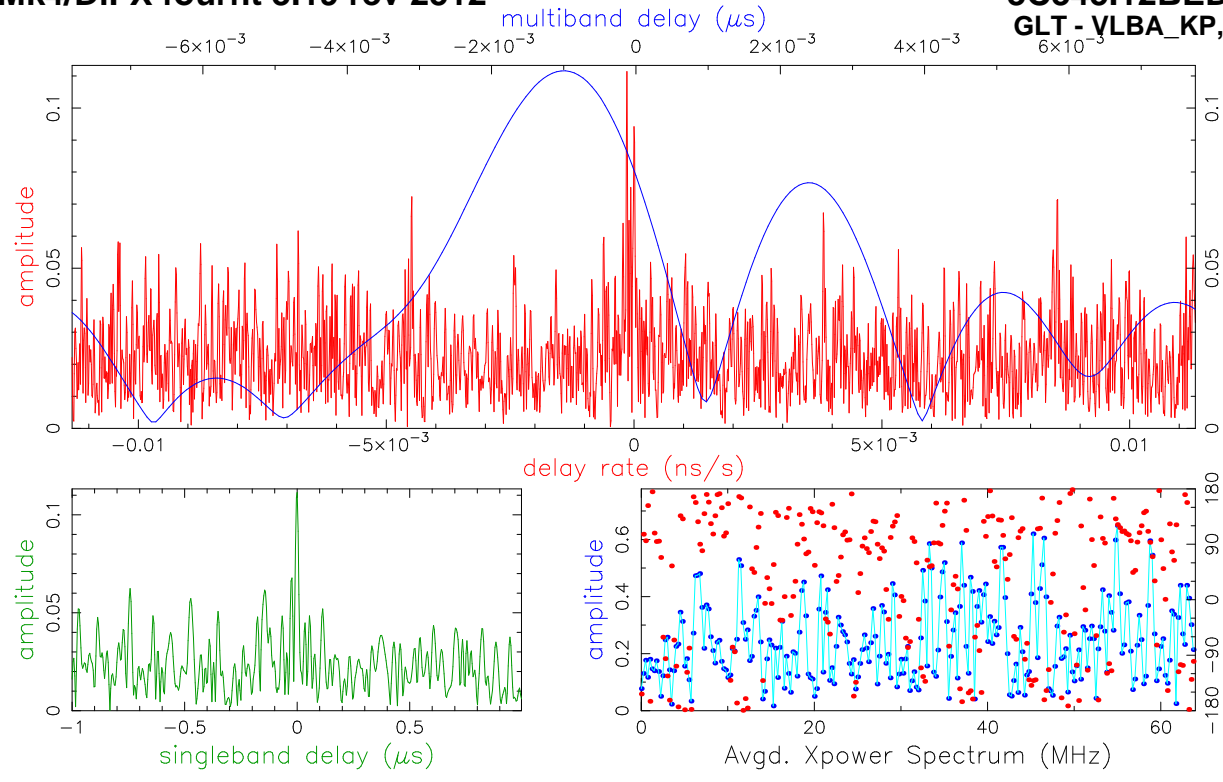 multiband delay (μs)
GLT - VLBA_KP,
−6×10⁻³ −4×10⁻³ −2×10⁻³ 0 2×10⁻³ 4×10⁻³ 6×10⁻³
amplitude
0.1 0.05 0
0.1 0.05 0
−0.01 −5×10⁻³ 0 5×10⁻³ 0.01
delay rate (ns/s)
amplitude
0.1 0.05 0
−1 −0.5 0 0.5
singleband delay (μs)
amplitude
0.6 0.4 0.2 0
180 90 0 −90 −180
0 20 40 60
Avgd. Xpower Spectrum (MHz)